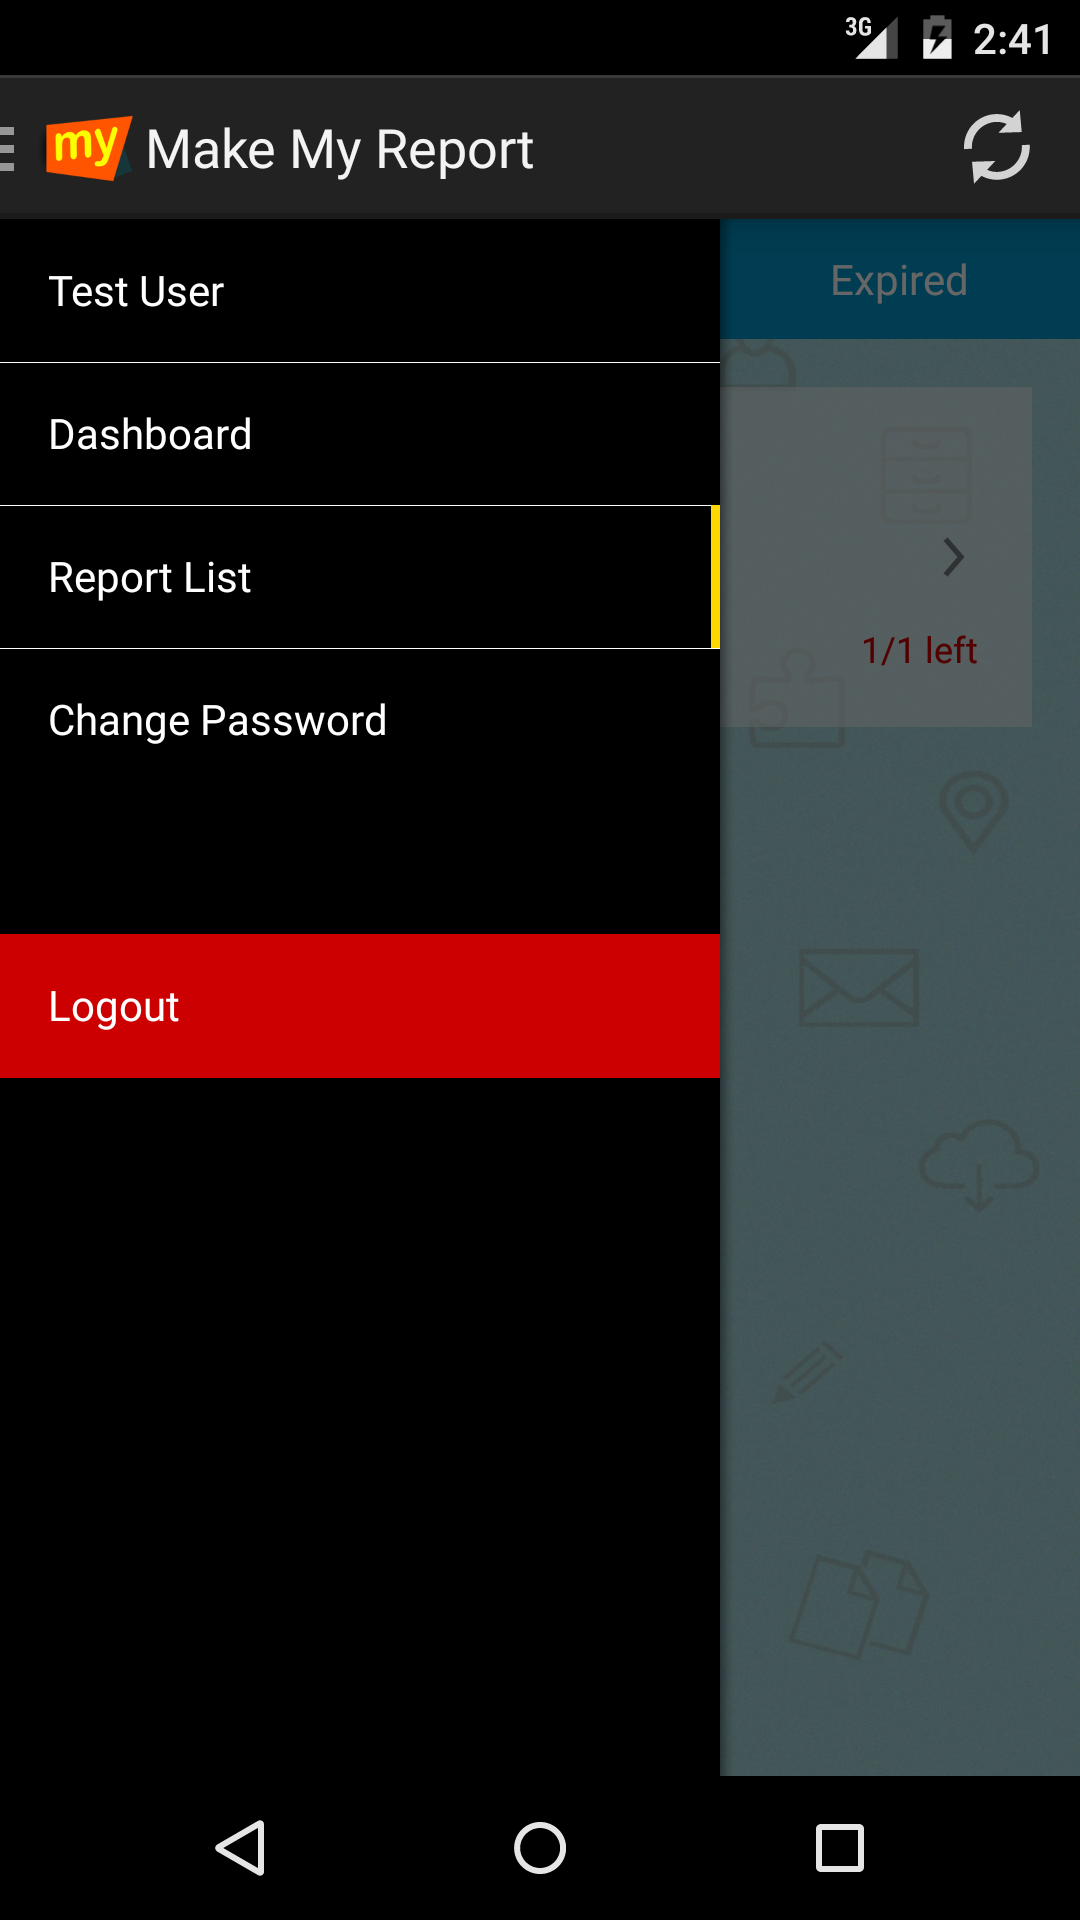 3G 2:41
my Make My Report
Test User
Expired
Dashboard
Report List
1/1 left
Change Password
Logout